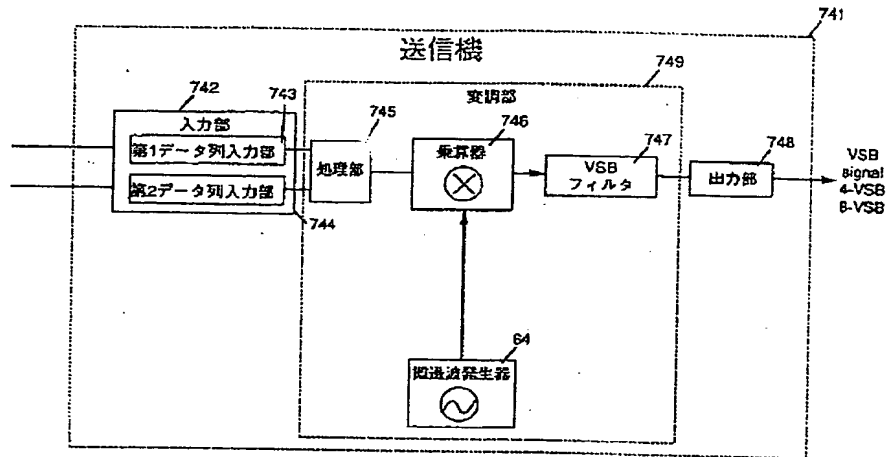 741
送信機
749
742
743
変調部
入力部
745
746
第1データ列入力部
処理部
乗算器
747
748
VSB
フィルタ
出力部
VSB
signal
4-VSB
8-VSB
第2データ列入力部
744
64
搬送波発生器